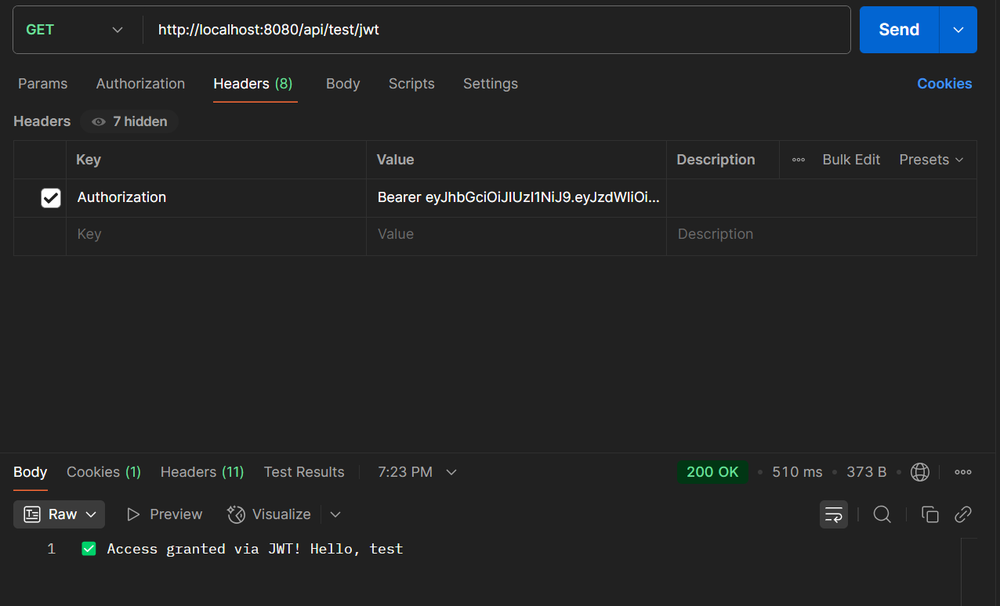 GET http://localhost:8080/api/test/jwt Send
Params Authorization Headers (8) Body Scripts Settings Cookies
Headers 7 hidden
Key Value Description Bulk Edit Presets
Authorization Bearer eyJhbGciOiJIUzI1NiJ9.eyJzdWIiOi...
Key Value Description
Body Cookies (1) Headers (11) Test Results 7:23 PM 200 OK • 510 ms • 373 B •
Raw Preview Visualize
1 ✅ Access granted via JWT! Hello, test